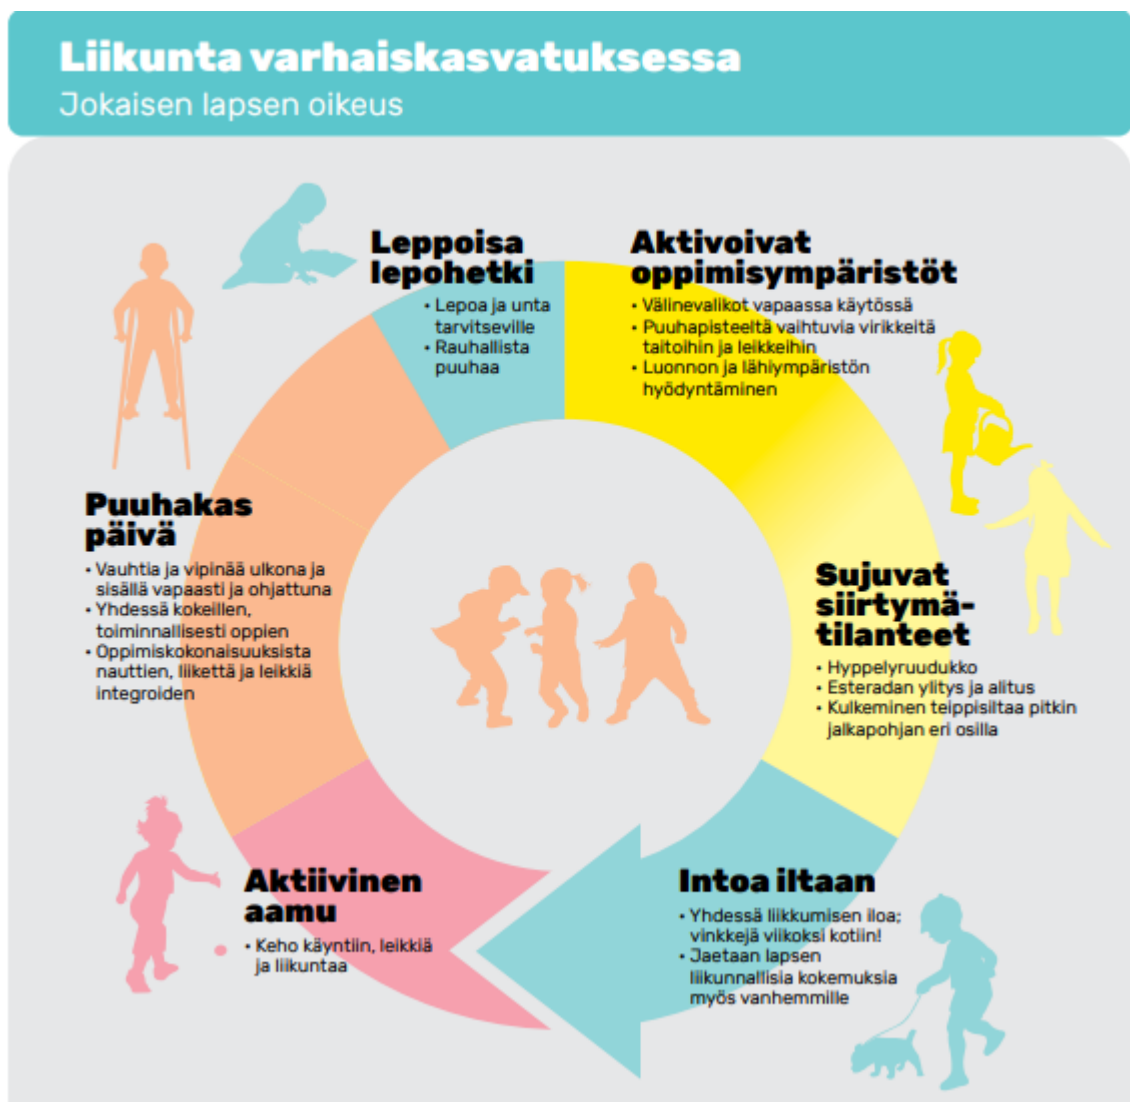 Liikunta varhaiskasvatuksessa
Jokaisen lapsen oikeus
Leppoisa
lepohetki
• Lepoa ja unta
tarvitseville
• Rauhallista
puuhaa
Aktivoivat
oppimisympäristöt
• Välinevalikot vapaassa käytössä
• Puuhapisteeltä vaihtuvia virikkeitä
taitoihin ja leikkeihin
• Luonnon ja lähiympäristön
hyödyntäminen
Puuhakas
päivä
• Vauhtia ja vipinää ulkona ja
sisällä vapaasti ja ohjattuna
• Yhdessä kokeillen,
toiminnallisesti oppien
• Oppimiskokonaisuuksista
nauttien, liikettä ja leikkiä
integroiden
Sujuvat
siirtymä-
tilanteet
• Hyppelyruudukko
• Esteradan ylitys ja alitus
• Kulkeminen teippisiltaa pitkin
jalkapohjan eri osilla
Aktiivinen
aamu
• Keho käyntiin, leikkiä
ja liikuntaa
Intoa iltaan
• Yhdessä liikkumisen iloa;
vinkkejä viikoksi kotiin!
• Jaetaan lapsen
liikunnallisia kokemuksia
myös vanhemmille